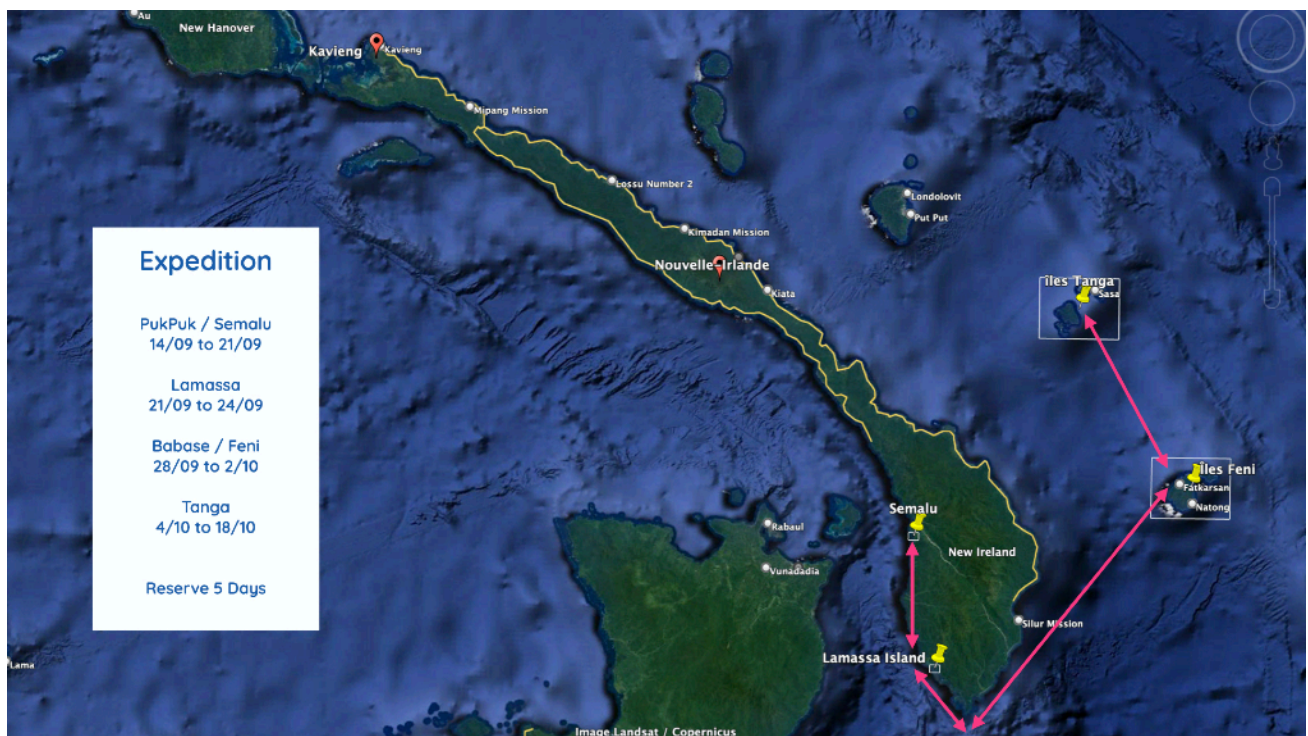 Au
New Hanover
Kavieng
Kavieng
Mipang Mission
Lossu Number 2
Londolovit
Put Put
Kimadan Mission
Nouvelle-Irlande
Kiata
îles Tanga
Sasa
Expedition
PukPuk / Semalu
14/09 to 21/09
Lamassa
21/09 to 24/09
Babase / Feni
28/09 to 2/10
Tanga
4/10 to 18/10
Reserve 5 Days
Îles Feni
Fatkarsan
Natong
Semalu
Rabaul
New Ireland
Vunadadia
Silur Mission
Lamassa Island
Lama
Image Landsat / Copernicus